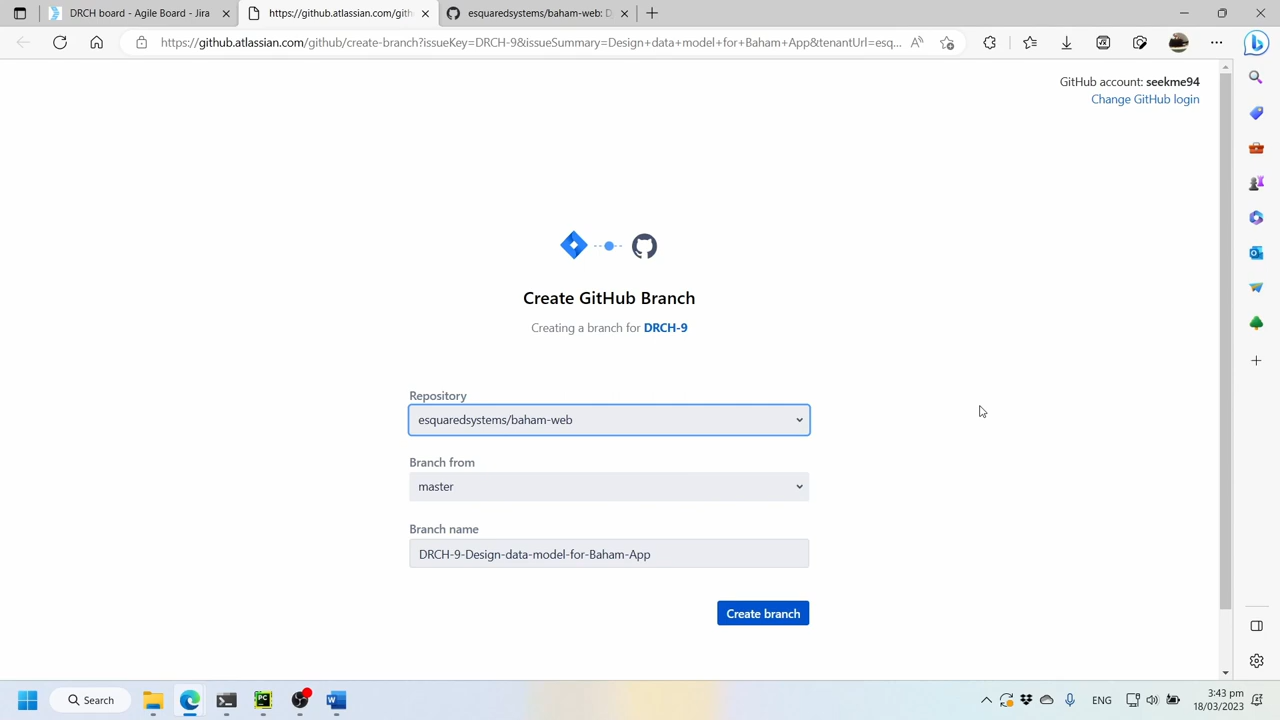 DRCH board - Agile Board - Jira
https://github.atlassian.com/gith
esquaredsystems/baham-web: D
https://github.atlassian.com/github/create-branch?issueKey=DRCH-9&issueSummary=Design+data+model+for+Baham+App&tenantUrl=esq...
GitHub account: seekme94
Change GitHub login
Create GitHub Branch
Creating a branch for DRCH-9
Repository
esquaredsystems/baham-web
Branch from
master
Branch name
DRCH-9-Design-data-model-for-Baham-App
Create branch
Search
ENG
3:43 pm
18/03/2023